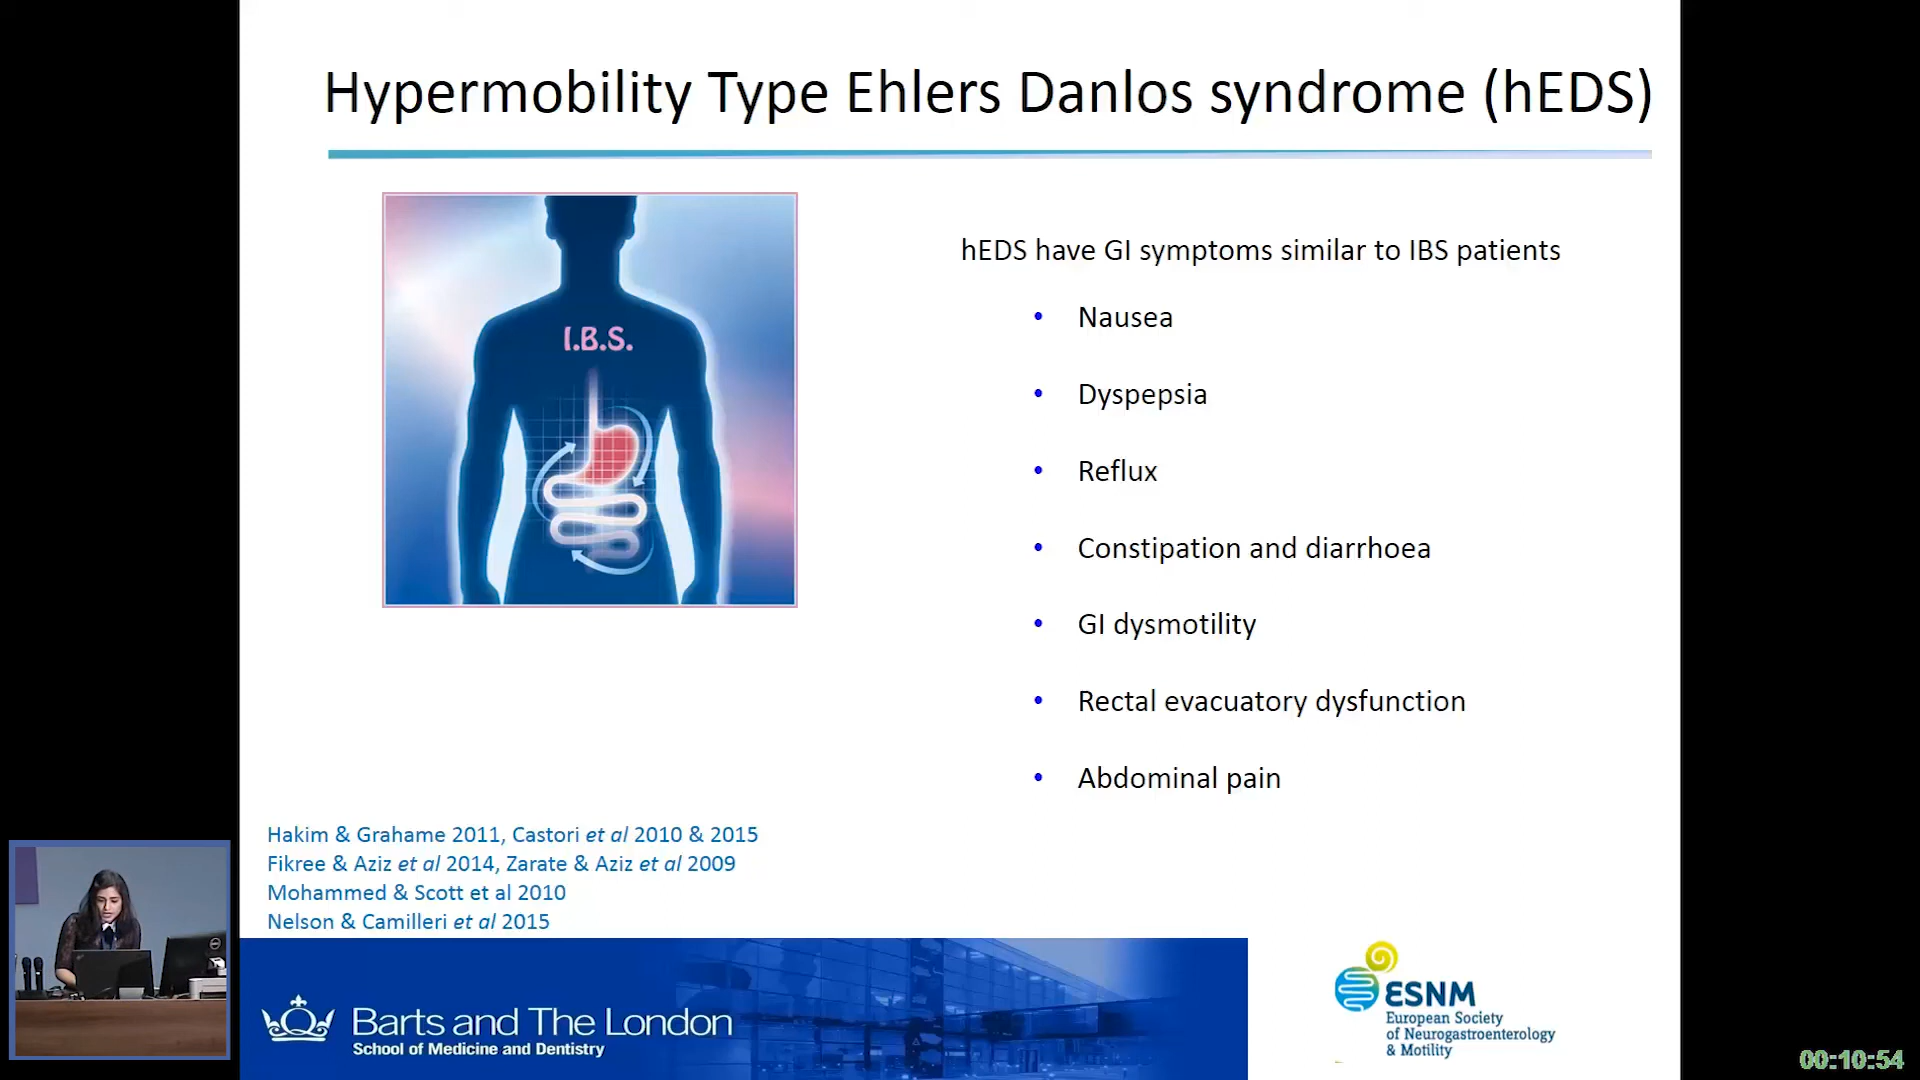 Hypermobility Type Ehlers Danlos syndrome (hEDS)
I.B.S.
hEDS have GI symptoms similar to IBS patients
• Nausea
• Dyspepsia
• Reflux
• Constipation and diarrhoea
• GI dysmotility
• Rectal evacuatory dysfunction
• Abdominal pain
Hakim & Grahame 2011, Castori et al 2010 & 2015
Fikree & Aziz et al 2014, Zarate & Aziz et al 2009
Mohammed & Scott et al 2010
Nelson & Camilleri et al 2015
Barts and The London
School of Medicine and Dentistry
ESNM
European Society
of Neurogastroenterology
& Motility
00:10:54